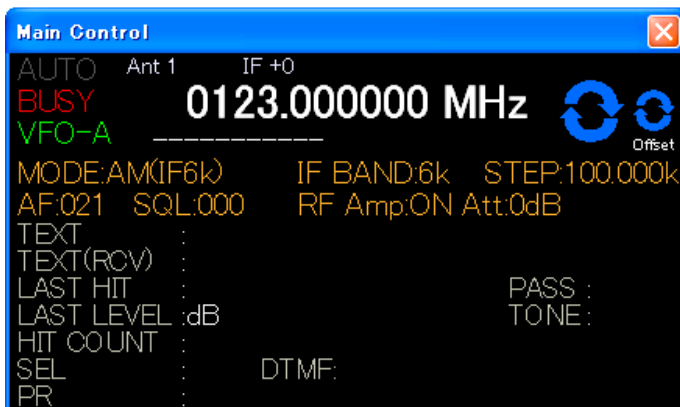 Main Control
AUTO Ant 1 IF +0
BUSY 0123.000000 MHz
VFO-A ___________ Offset
MODE:AM(IF6k) IF BAND:6k STEP:100.000k
AF:021 SQL:000 RF Amp:ON Att:0dB
TEXT :
TEXT(RCV) :
LAST HIT : PASS :
LAST LEVEL :dB TONE :
HIT COUNT :
SEL : DTMF:
PR :